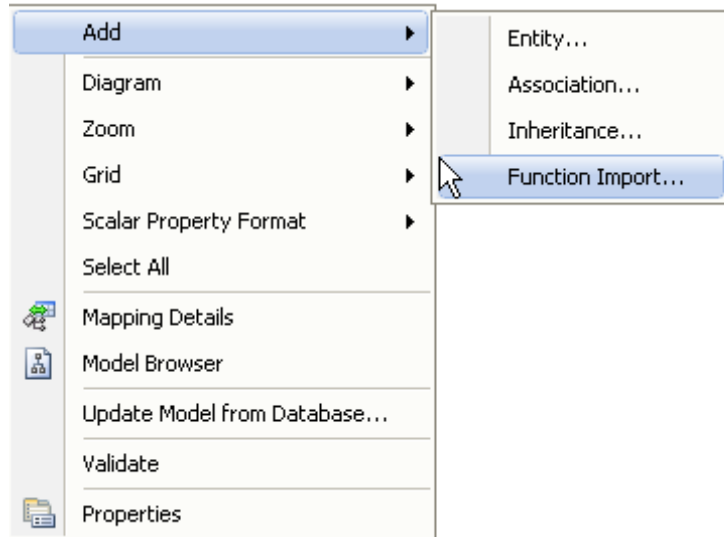 Add
Diagram
Zoom
Grid
Scalar Property Format
Select All
Mapping Details
Model Browser
Update Model from Database...
Validate
Properties
Entity...
Association...
Inheritance...
Function Import...